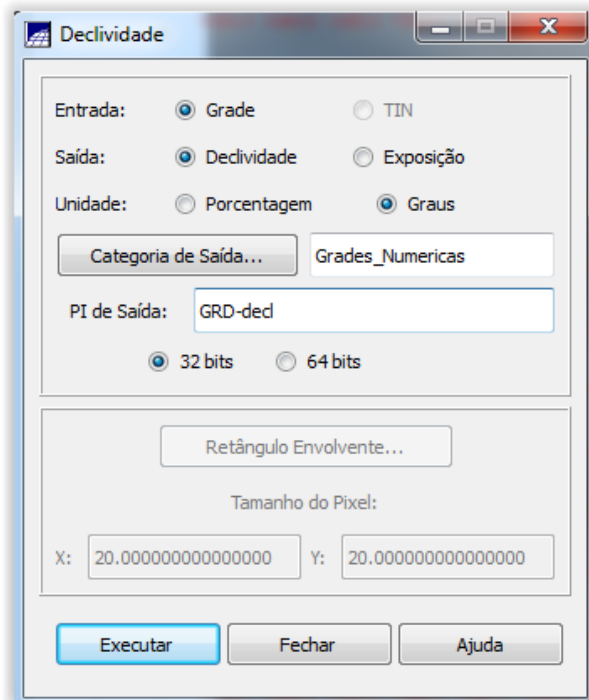 Declividade
Entrada: Grade TIN
Saída: Declividade Exposição
Unidade: Porcentagem Graus
Categoria de Saída... Grades_Numericas
PI de Saída: GRD-decl
32 bits 64 bits
Retângulo Envolvente...
Tamanho do Pixel:
X: 20.000000000000000 Y: 20.000000000000000
Executar Fechar Ajuda